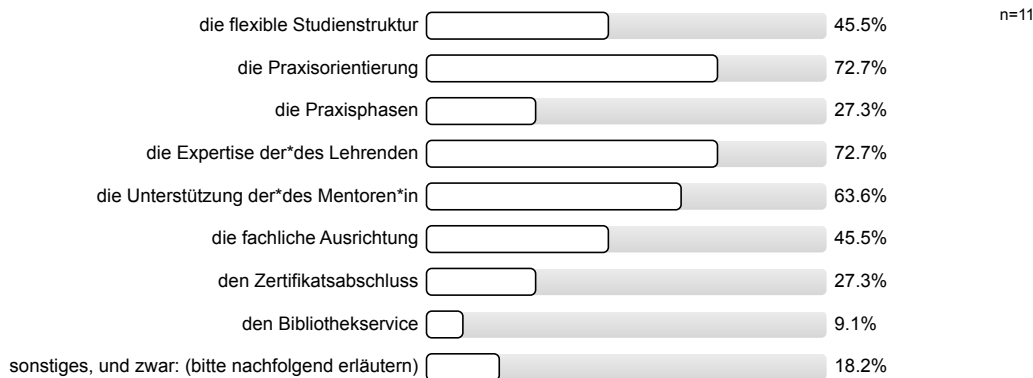 n=11
die flexible Studienstruktur 45.5%
die Praxisorientierung 72.7%
die Praxisphasen 27.3%
die Expertise der*des Lehrenden 72.7%
die Unterstützung der*des Mentoren*in 63.6%
die fachliche Ausrichtung 45.5%
den Zertifikatsabschluss 27.3%
den Bibliothekservice 9.1%
sonstiges, und zwar: (bitte nachfolgend erläutern) 18.2%